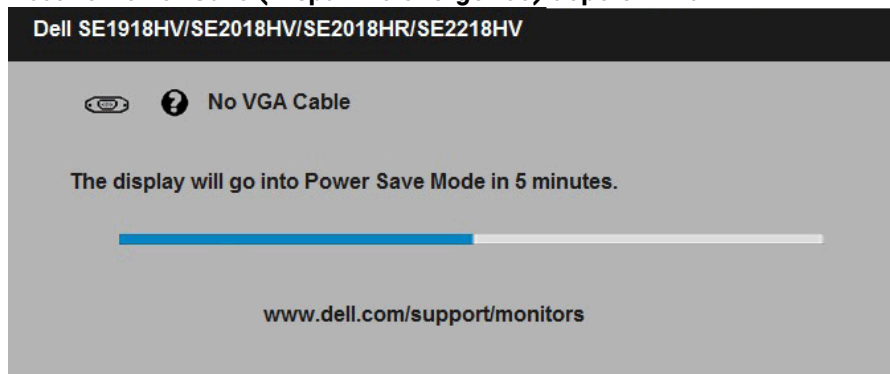 Dell SE1918HV/SE2018HV/SE2018HR/SE2218HV
No VGA Cable
The display will go into Power Save Mode in 5 minutes.
www.dell.com/support/monitors